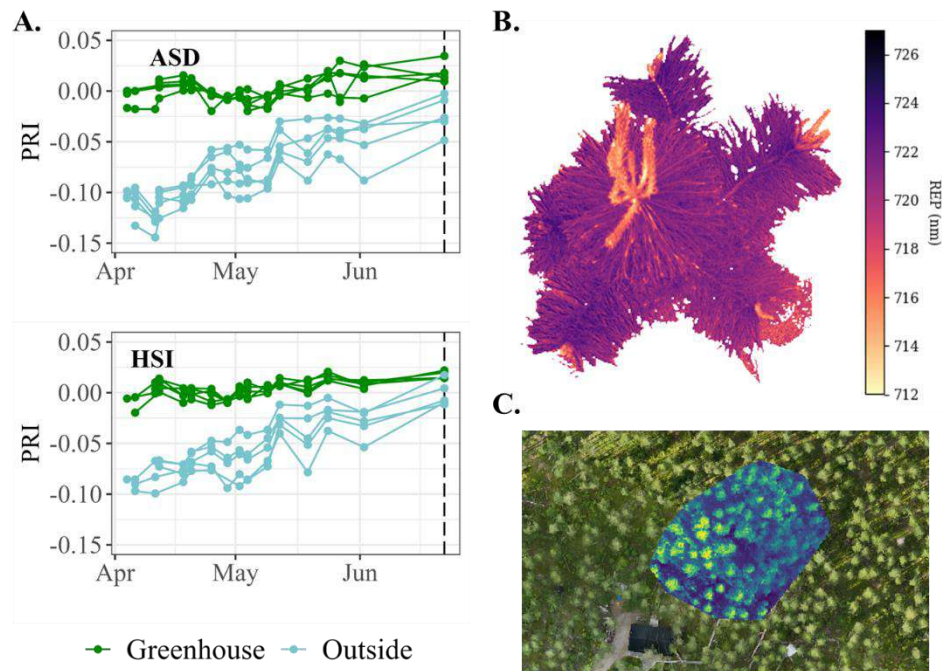 A.
0.05
ASD
0.00
PRI
-0.05
-0.10
-0.15
Apr
May
Jun
0.05
HSI
0.00
PRI
-0.05
-0.10
-0.15
Apr
May
Jun
Greenhouse
Outside
B.
726
724
722
720
718
716
714
712
REP (nm)
C.